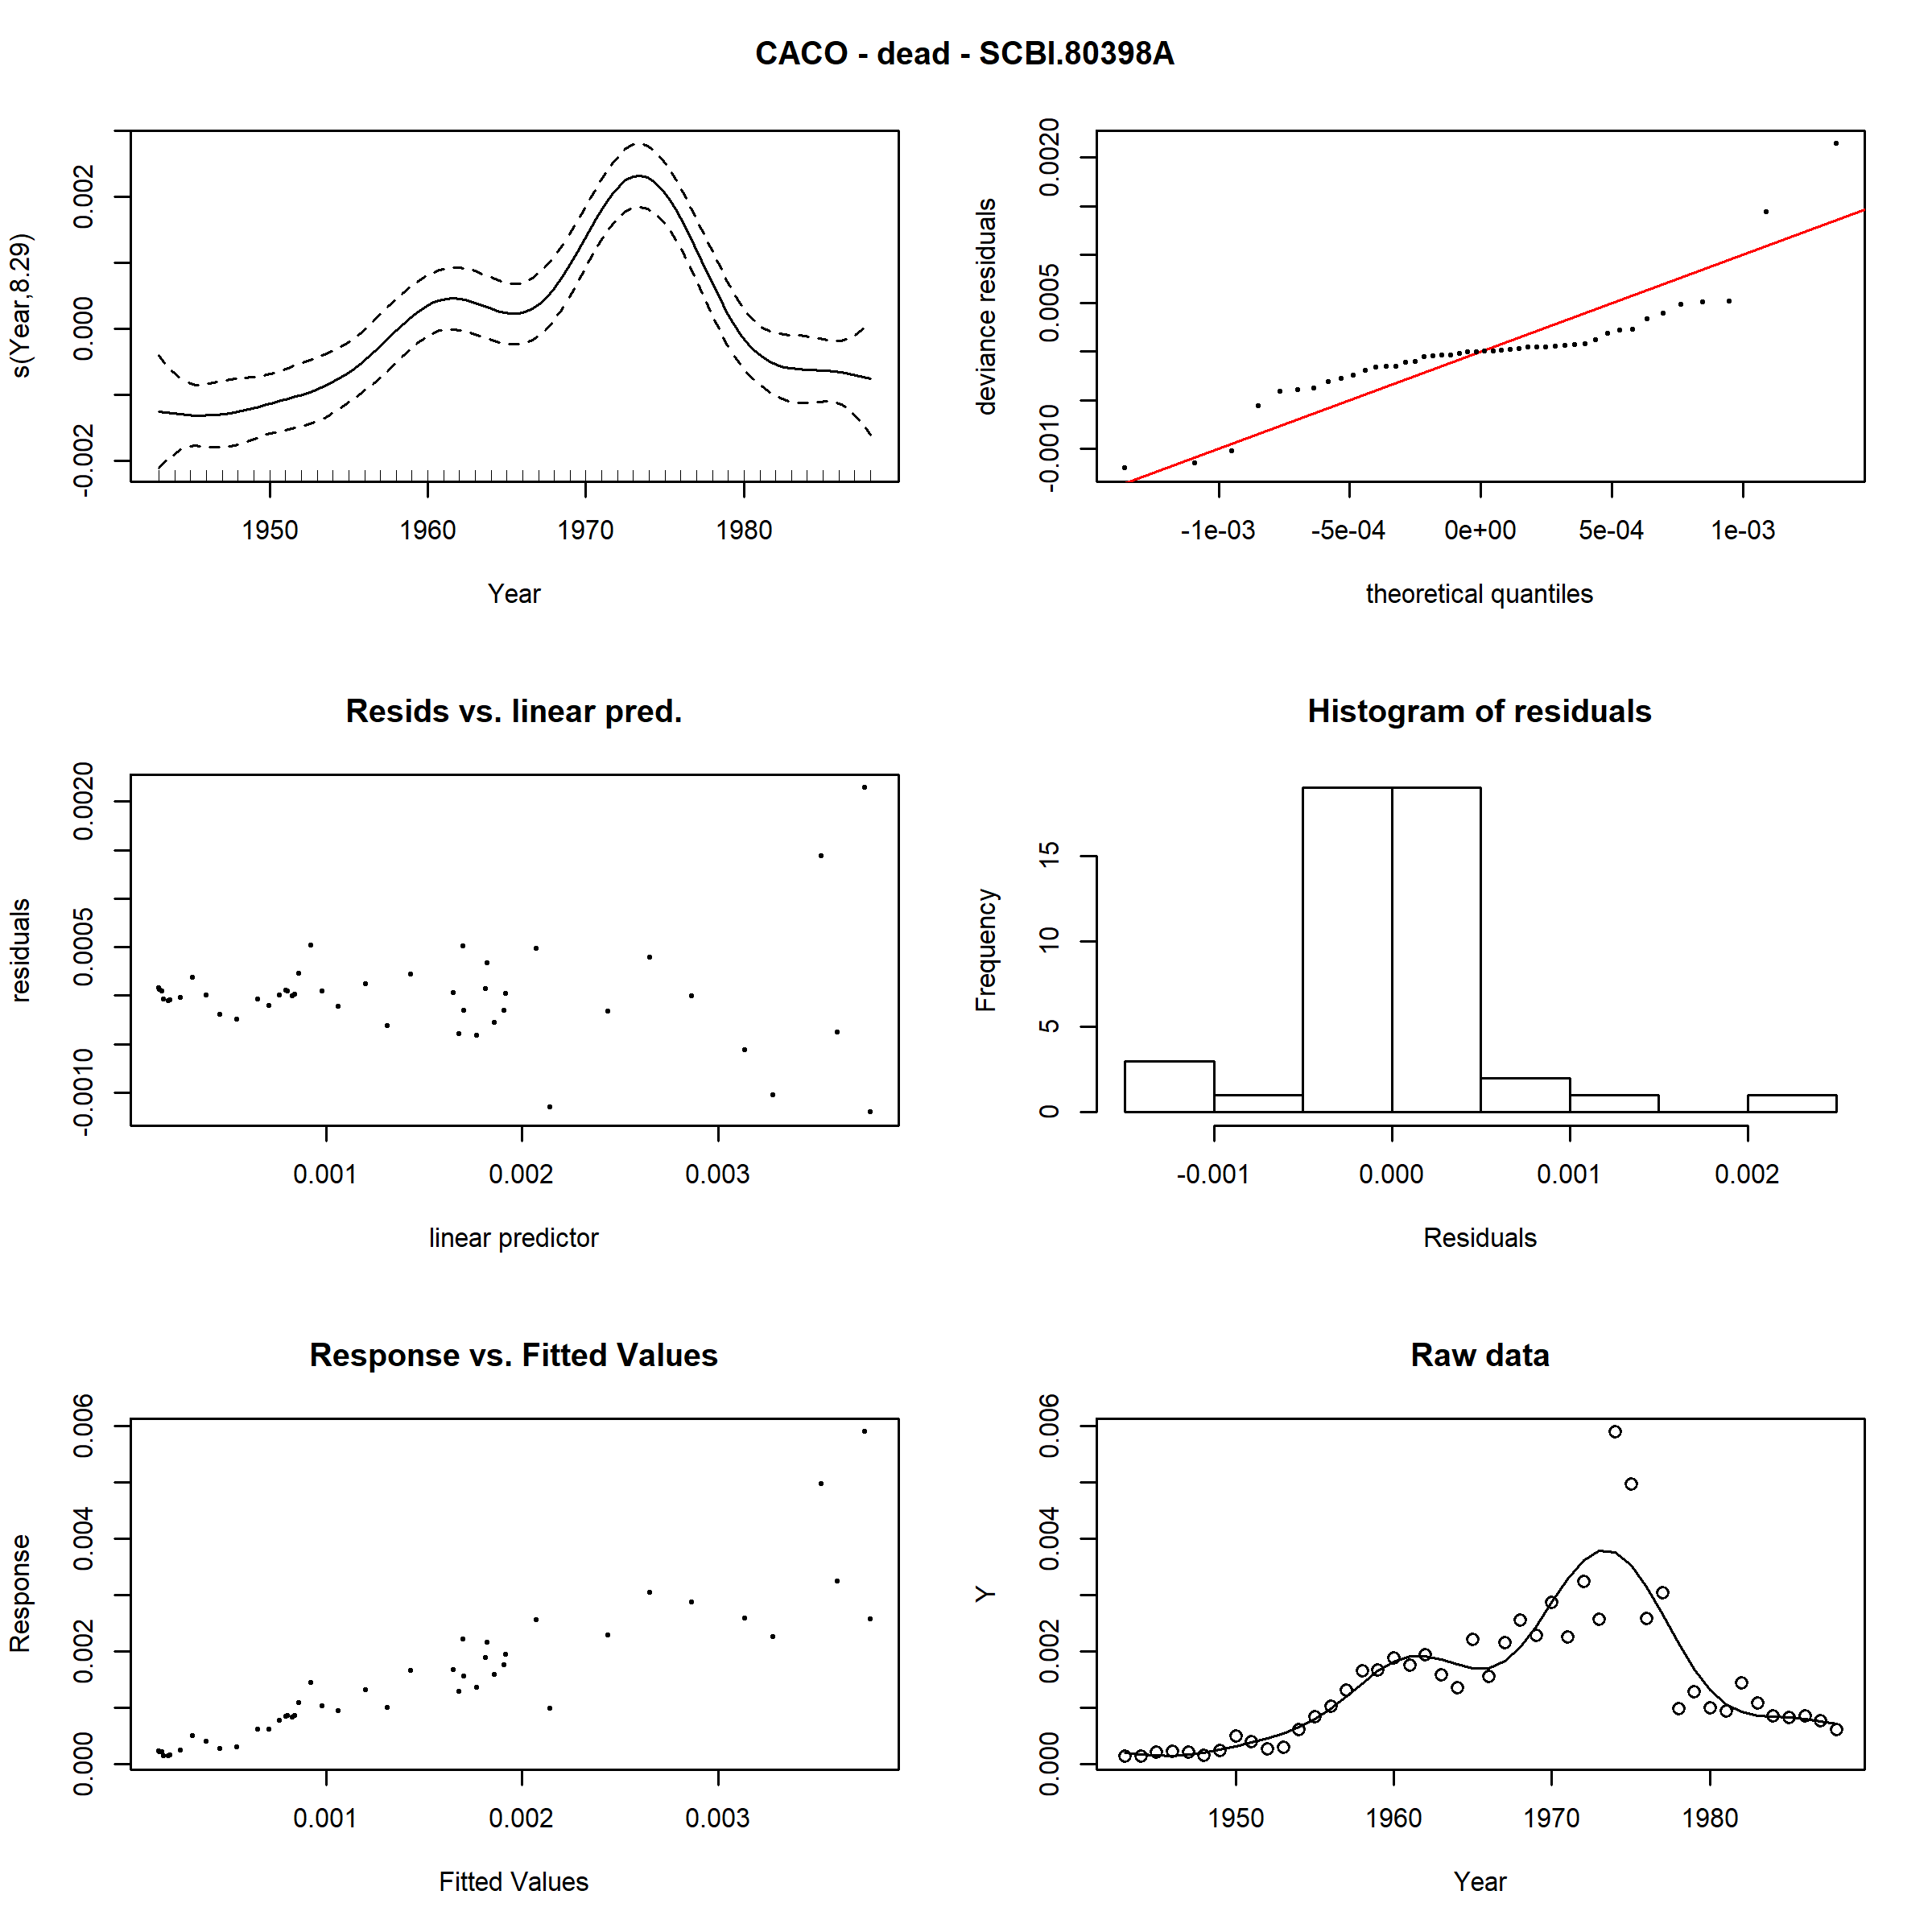 CACO - dead - SCBI.80398A
s(Year,8.29)
-0.002 0.000 0.002
1950 1960 1970 1980
Year
deviance residuals
-0.0010 0.0005 0.0020
-1e-03 -5e-04 0e+00 5e-04 1e-03
theoretical quantiles
Resids vs. linear pred.
residuals
-0.0010 0.0005 0.0020
0.001 0.002 0.003
linear predictor
Histogram of residuals
Frequency
0 5 10 15
-0.001 0.000 0.001 0.002
Residuals
Response vs. Fitted Values
Response
0.000 0.002 0.004 0.006
0.001 0.002 0.003
Fitted Values
Raw data
Y
0.000 0.002 0.004 0.006
1950 1960 1970 1980
Year